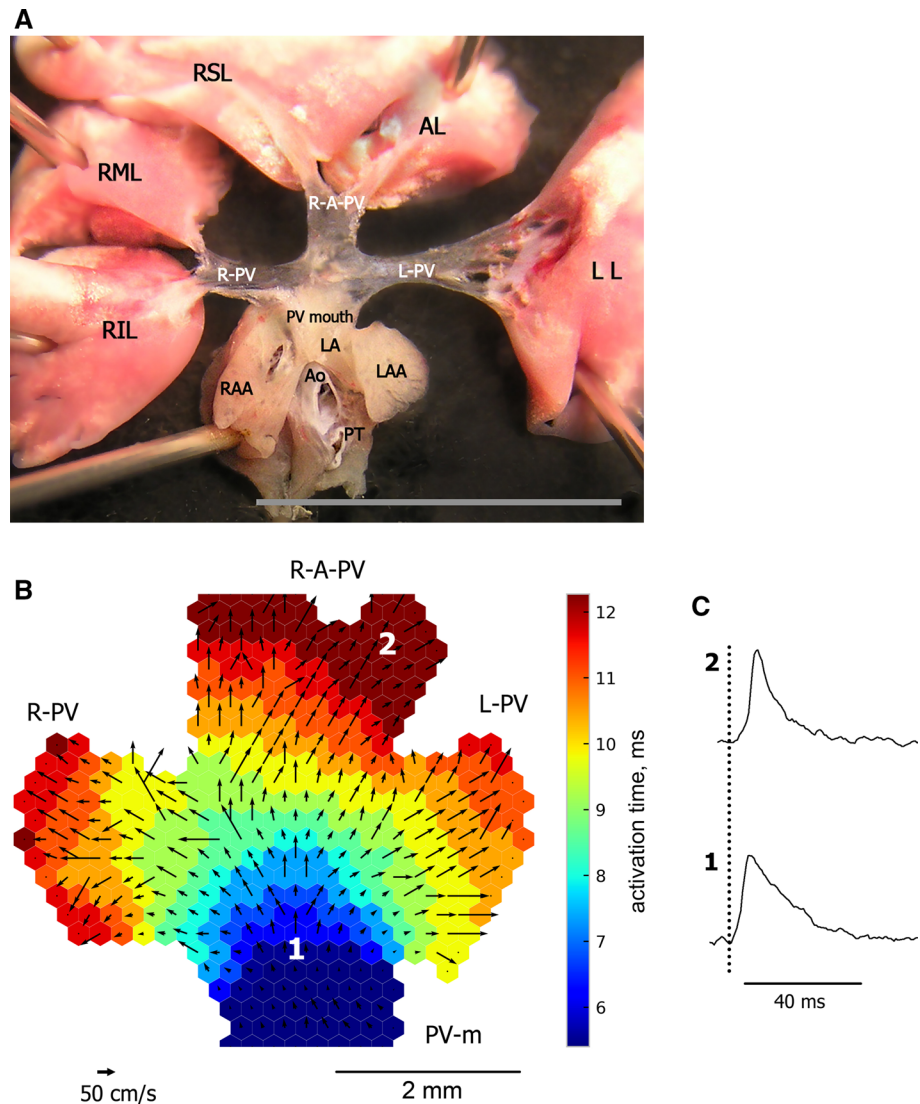 A
RSL
AL
RML
R-A-PV
R-PV
L-PV
L L
RIL
PV mouth
LA
RAA
Ao
LAA
PT
B
R-A-PV
2
R-PV
L-PV
1
PV-m
50 cm/s
2 mm
12
11
10
9
8
7
6
activation time, ms
C
2
1
40 ms